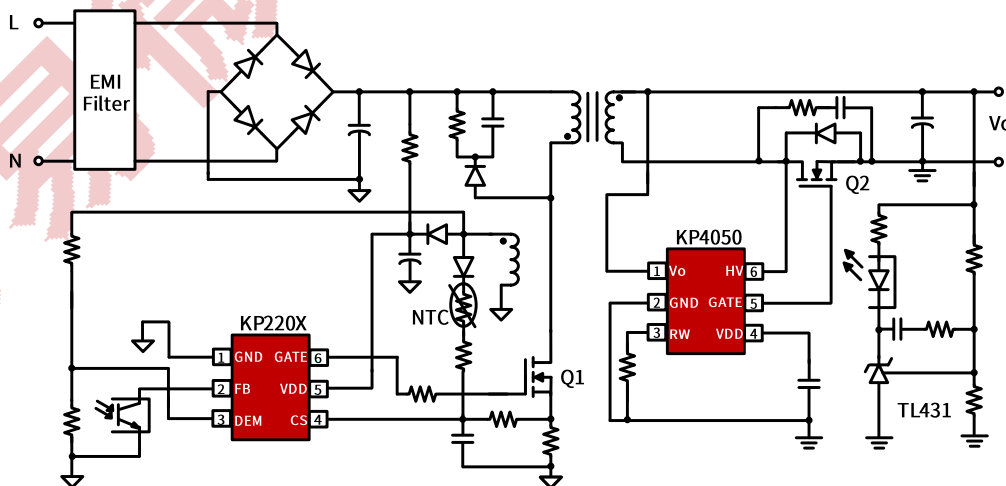 L
EMI
Filter
N
Vo
Q2
KP4050
1 Vo HV 6
2 GND GATE 5
3 RW VDD 4
NTC
KP220X
1 GND GATE 6
2 FB VDD 5
3 DEM CS 4
Q1
TL431